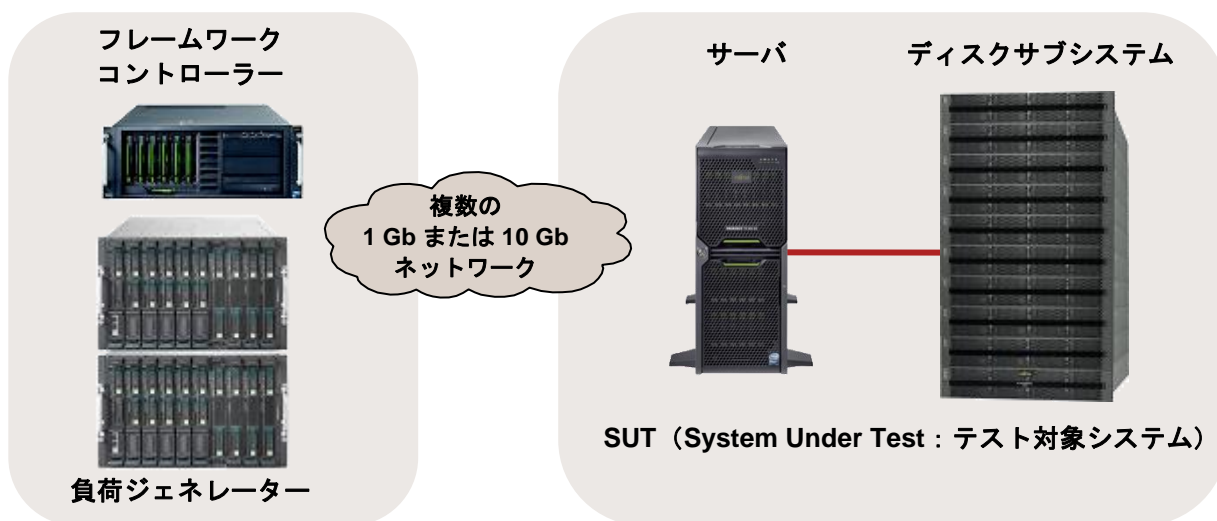 フレームワーク
コントローラー
負荷ジェネレーター
複数の
1 Gb または 10 Gb
ネットワーク
サーバ
ディスクサブシステム
SUT（System Under Test：テスト対象システム）